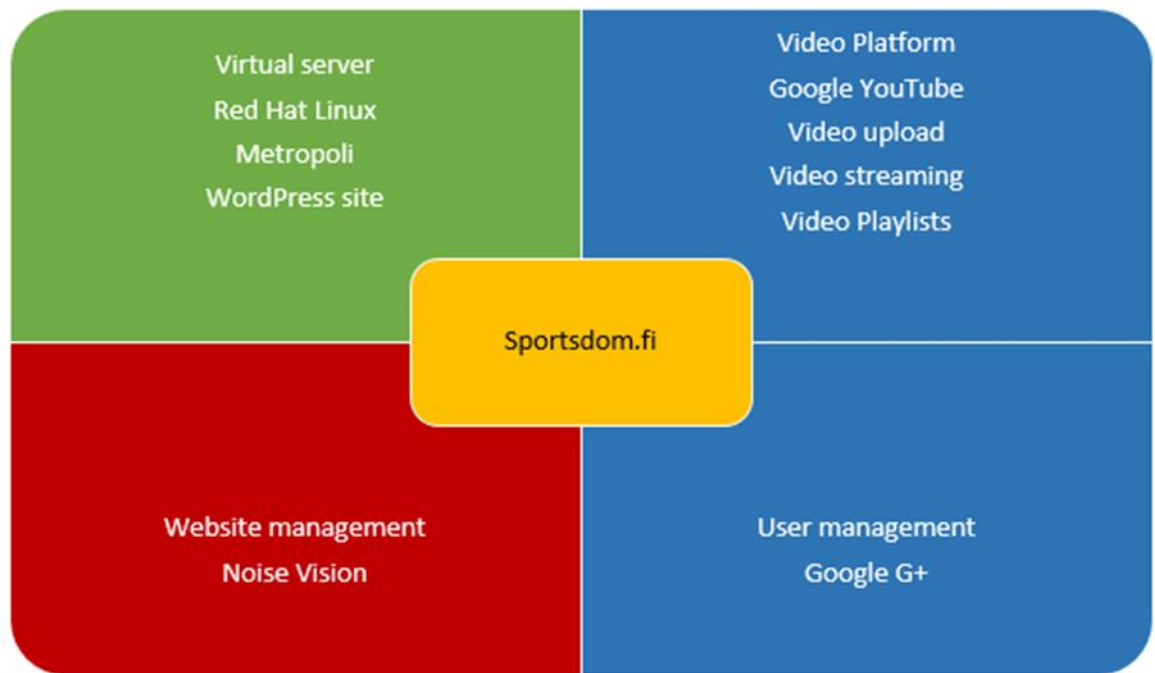 Virtual server
Red Hat Linux
Metropoli
WordPress site
Video Platform
Google YouTube
Video upload
Video streaming
Video Playlists
Sportsdom.fi
Website management
Noise Vision
User management
Google G+